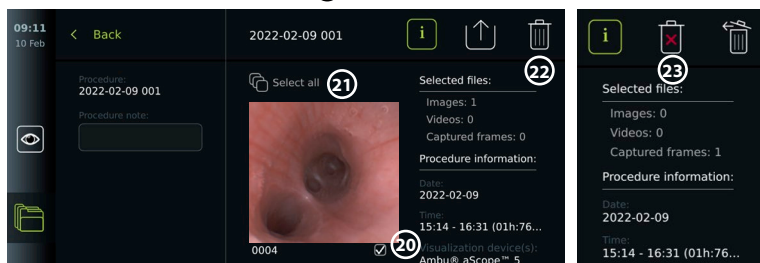 09:11
10 Feb
Back
Procedure:
2022-02-09 001
Procedure note:
2022-02-09 001
i
Select all
21
22
Selected files:
Images: 1
Videos: 0
Captured frames: 0
Procedure information:
Date:
2022-02-09
Time:
15:14 - 16:31 (01h:76...
Visualization device(s):
Ambu® aScope™ 5
0004
20
i
23
Selected files:
Images: 0
Videos: 0
Captured frames: 1
Procedure information:
Date:
2022-02-09
Time:
15:14 - 16:31 (01h:76...